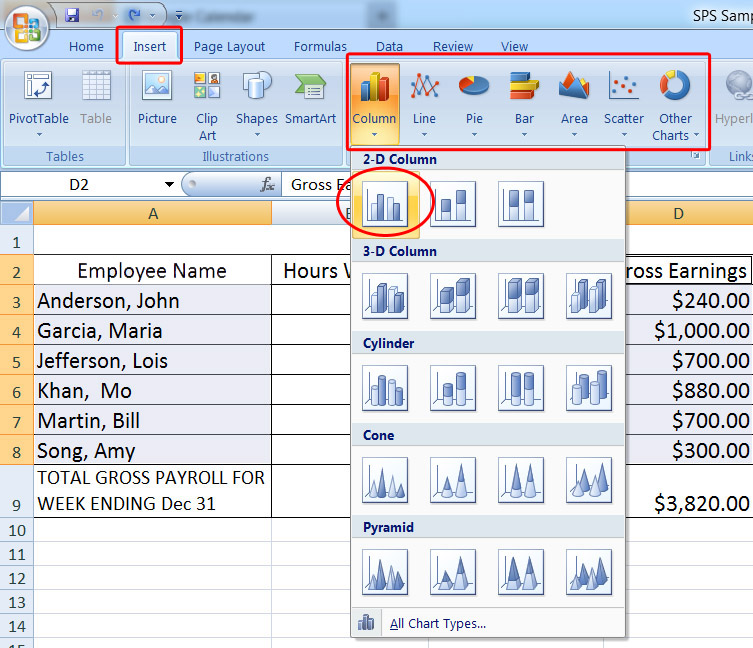 SPS Samp
Home Insert Page Layout Formulas Data Review View
PivotTable Table Picture Clip Art Shapes SmartArt Column Line Pie Bar Area Scatter Other Charts Hyperl
Tables Illustrations Links
2-D Column
D2 fx Gross Ea
3-D Column
Cylinder
Cone
Pyramid
All Chart Types...
A D
1
2 Employee Name Hours W ross Earnings
3 Anderson, John $240.00
4 Garcia, Maria $1,000.00
5 Jefferson, Lois $700.00
6 Khan, Mo $880.00
7 Martin, Bill $700.00
8 Song, Amy $300.00
TOTAL GROSS PAYROLL FOR
9 WEEK ENDING Dec 31 $3,820.00
10
11
12
13
14